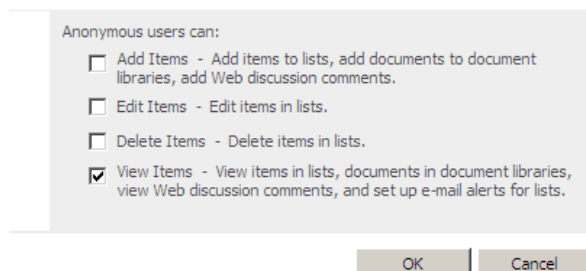 Anonymous users can:
Add Items - Add items to lists, add documents to document
libraries, add Web discussion comments.
Edit Items - Edit items in lists.
Delete Items - Delete items in lists.
View Items - View items in lists, documents in document libraries,
view Web discussion comments, and set up e-mail alerts for lists.
OK Cancel